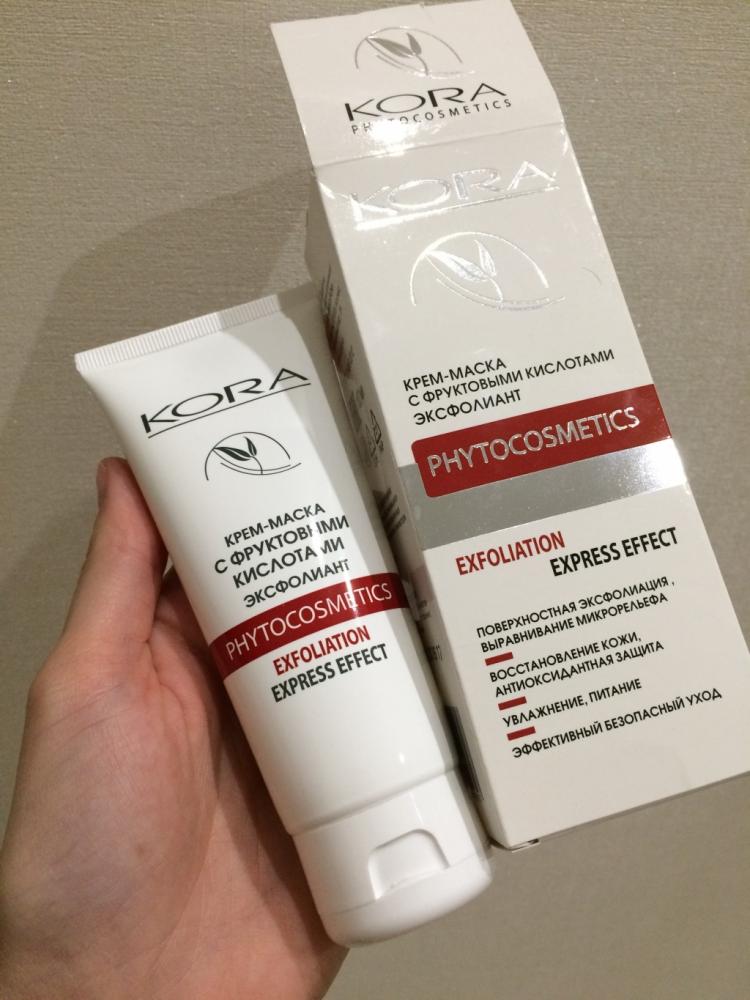 KORA
PHYTOCOSMETICS
KORA
КРЕМ-МАСКА
С ФРУКТОВЫМИ КИСЛОТАМИ
ЭКСФОЛИАНТ
PHYTOCOSMETICS
EXFOLIATION
EXPRESS EFFECT
ПОВЕРХНОСТНАЯ ЭКСФОЛИАЦИЯ,
ВЫРАВНИВАНИЕ МИКРОРЕЛЬЕФА
ВОССТАНОВЛЕНИЕ КОЖИ,
АНТИОКСИДАНТНАЯ ЗАЩИТА
УВЛАЖНЕНИЕ, ПИТАНИЕ
ЭФФЕКТИВНЫЙ БЕЗОПАСНЫЙ УХОД
KORA
КРЕМ-МАСКА
С ФРУКТОВЫМИ
КИСЛОТАМИ
ЭКСФОЛИАНТ
PHYTOCOSMETICS
EXFOLIATION
EXPRESS EFFECT